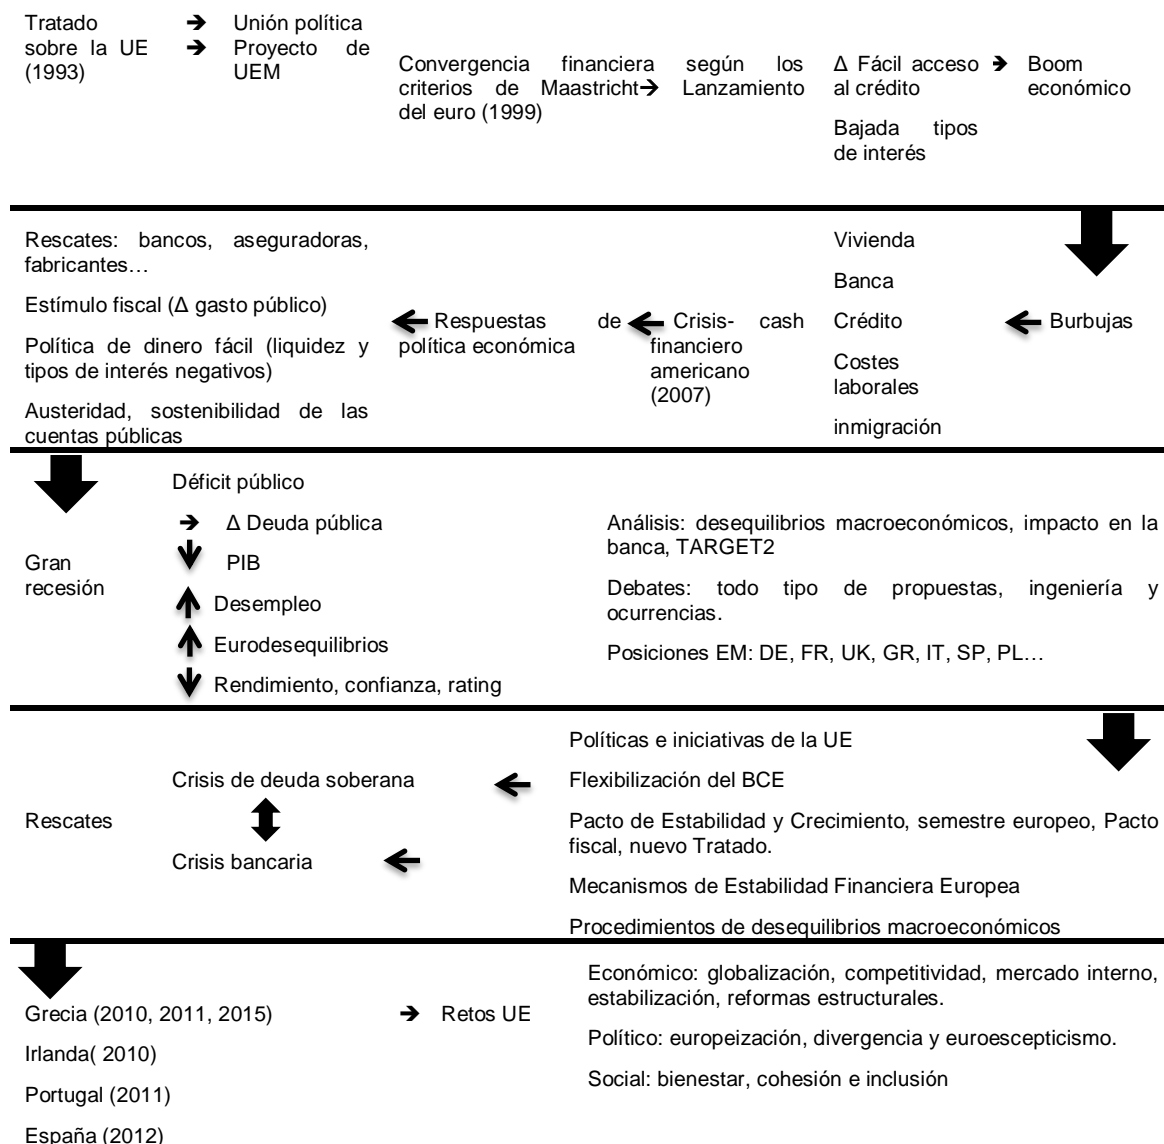 Tratado
sobre la UE
(1993)
➔ Unión política
➔ Proyecto de
UEM
Convergencia financiera según los
criterios de Maastricht➔ Lanzamiento
del euro (1999)
Δ Fácil acceso
al crédito
Bajada tipos
de interés
➔ Boom
económico
Rescates: bancos, aseguradoras,
fabricantes…
Estímulo fiscal (Δ gasto público)
Política de dinero fácil (liquidez y
tipos de interés negativos)
Austeridad, sostenibilidad de las
cuentas públicas
Respuestas de
política económica
Crisis- cash
financiero
americano
(2007)
Vivienda
Banca
Crédito
Costes
laborales
inmigración
Burbujas
Gran
recesión
Déficit público
➔ Δ Deuda pública
PIB
Desempleo
Eurodesequilibrios
Rendimiento, confianza, rating
Análisis: desequilibrios macroeconómicos, impacto en la
banca, TARGET2
Debates: todo tipo de propuestas, ingeniería y
ocurrencias.
Posiciones EM: DE, FR, UK, GR, IT, SP, PL…
Rescates
Crisis de deuda soberana
Crisis bancaria
Políticas e iniciativas de la UE
Flexibilización del BCE
Pacto de Estabilidad y Crecimiento, semestre europeo, Pacto
fiscal, nuevo Tratado.
Mecanismos de Estabilidad Financiera Europea
Procedimientos de desequilibrios macroeconómicos
Grecia (2010, 2011, 2015)
Irlanda( 2010)
Portugal (2011)
España (2012)
➔ Retos UE
Económico: globalización, competitividad, mercado interno,
estabilización, reformas estructurales.
Político: europeización, divergencia y euroescepticismo.
Social: bienestar, cohesión e inclusión